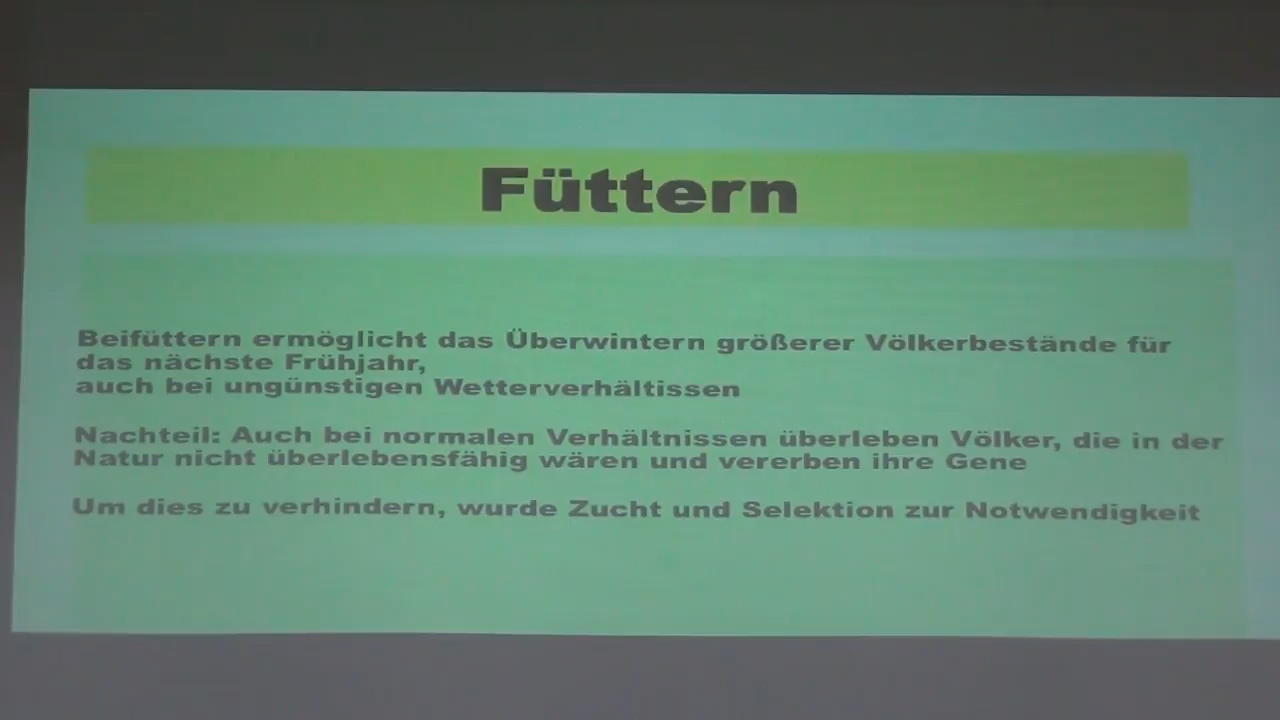 Füttern
Beifüttern ermöglicht das Überwintern größerer Völkerbestände für
das nächste Frühjahr,
auch bei ungünstigen Wetterverhältissen
Nachteil: Auch bei normalen Verhältnissen überleben Völker, die in der
Natur nicht überlebensfähig wären und vererben ihre Gene
Um dies zu verhindern, wurde Zucht und Selektion zur Notwendigkeit